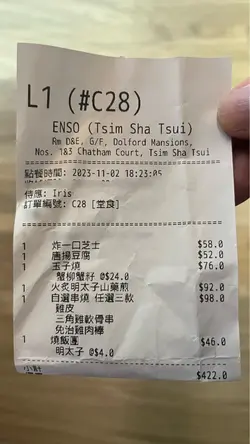 L1 (#C28)
ENSO (Tsim Sha Tsui)
Rm D&E, G/F, Dolford Mansions,
Nos. 1&3 Chatham Court, Tsim Sha Tsui
點餐時間: 2023-11-02 18:23:05
侍應: Iris
訂單編號: C28 [堂食]
1 炸一口芝士 $58.0
1 唐揚豆腐 $52.0
1 玉子燒 $76.0
蟹柳蟹籽 @$24.0
1 火炙明太子山藥煎 $92.0
1 自選串燒 任選三款 $98.0
雞皮
三角雞軟骨串
免治雞肉棒
1 燒飯團 $46.0
明太子 @$4.0
小計 $422.0